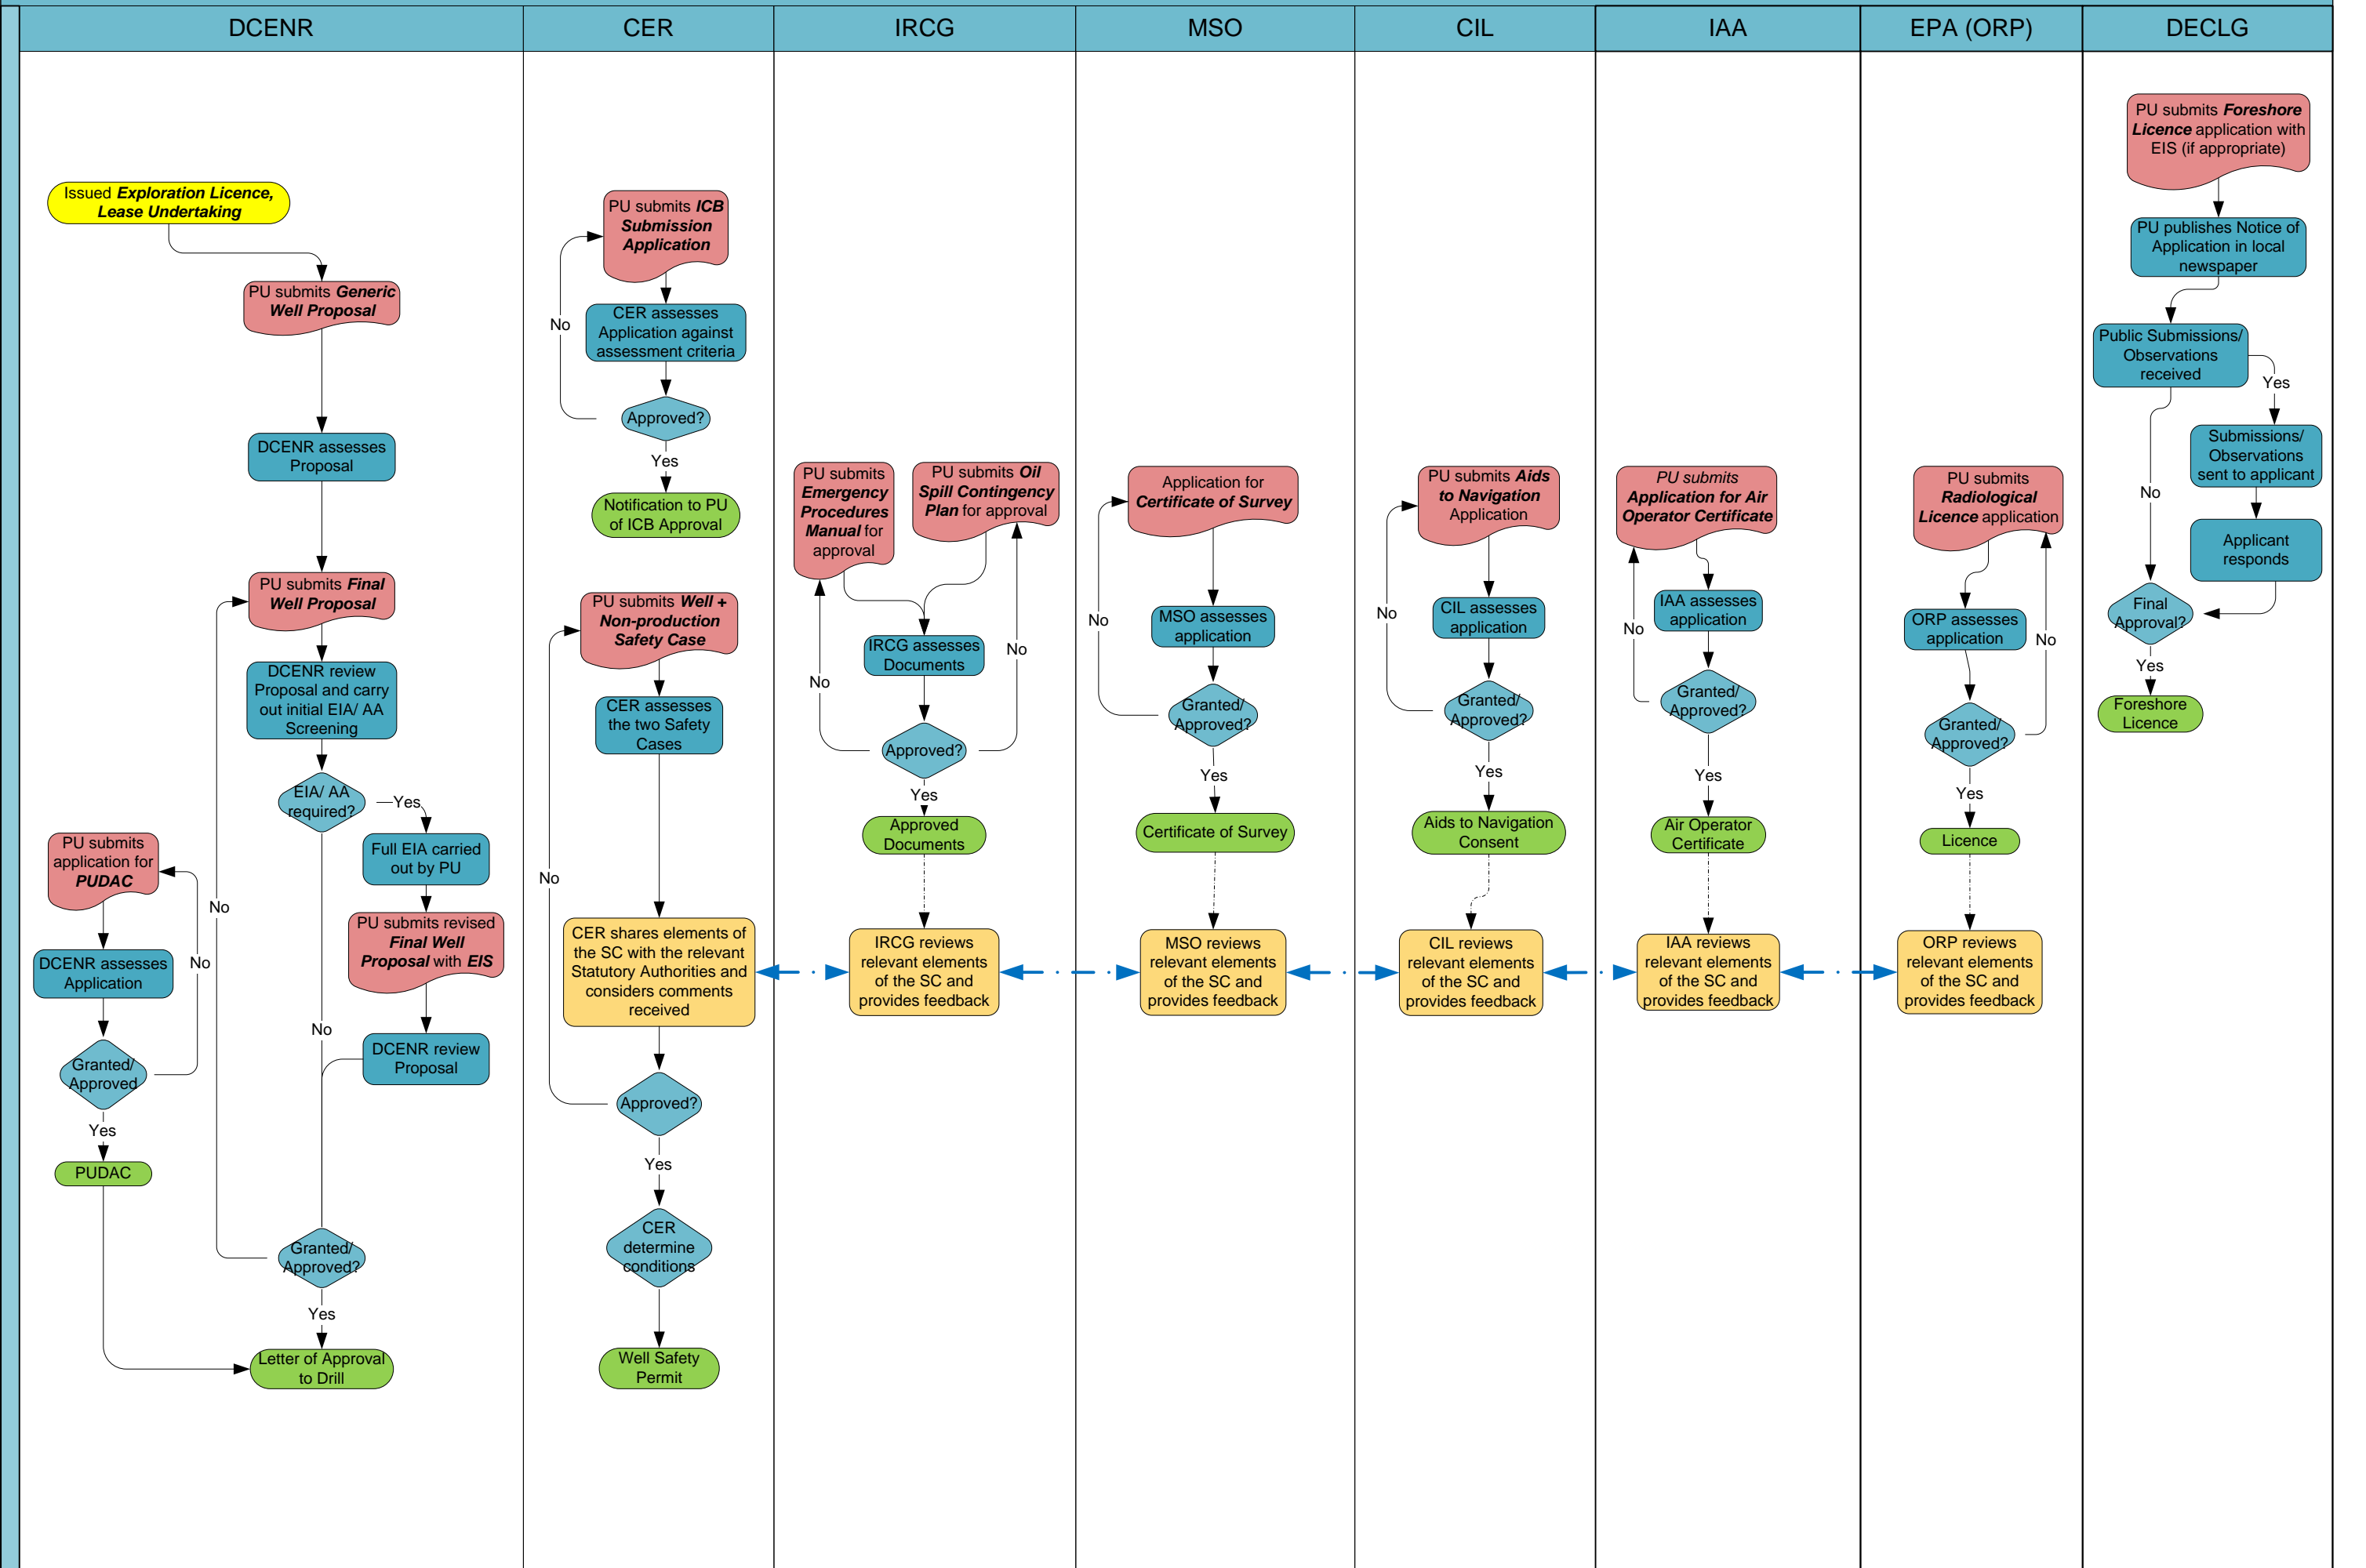 DCENR
CER
IRCG
MSO
CIL
IAA
EPA (ORP)
DECLG
Issued Exploration Licence,
Lease Undertaking
PU submits Generic
Well Proposal
DCENR assesses
Proposal
PU submits Final
Well Proposal
DCENR review
Proposal and carry
out initial EIA/ AA
Screening
EIA/ AA
required?
Yes
Full EIA carried
out by PU
PU submits revised
Final Well
Proposal with EIS
DCENR review
Proposal
No
No
PU submits
application for
PUDAC
DCENR assesses
Application
No
Granted/
Approved
Yes
PUDAC
Granted/
Approved?
Yes
Letter of Approval
to Drill
PU submits ICB
Submission
Application
CER assesses
Application against
assessment criteria
No
Approved?
Yes
Notification to PU
of ICB Approval
PU submits Well +
Non-production
Safety Case
CER assesses
the two Safety
Cases
No
CER shares elements of
the SC with the relevant
Statutory Authorities and
considers comments
received
Approved?
Yes
CER
determine
conditions
Well Safety
Permit
PU submits
Emergency
Procedures
Manual for
approval
PU submits Oil
Spill Contingency
Plan for approval
IRCG assesses
Documents
No
No
Approved?
Yes
Approved
Documents
IRCG reviews
relevant elements
of the SC and
provides feedback
Application for
Certificate of Survey
MSO assesses
application
No
Granted/
Approved?
Yes
Certificate of Survey
MSO reviews
relevant elements
of the SC and
provides feedback
PU submits Aids
to Navigation
Application
CIL assesses
application
No
Granted/
Approved?
Yes
Aids to Navigation
Consent
CIL reviews
relevant elements
of the SC and
provides feedback
PU submits
Application for Air
Operator Certificate
IAA assesses
application
No
Granted/
Approved?
Yes
Air Operator
Certificate
IAA reviews
relevant elements
of the SC and
provides feedback
PU submits
Radiological
Licence application
ORP assesses
application
No
Granted/
Approved?
Yes
Licence
ORP reviews
relevant elements
of the SC and
provides feedback
PU submits Foreshore
Licence application with
EIS (if appropriate)
PU publishes Notice of
Application in local
newspaper
Public Submissions/
Observations
received
Yes
Submissions/
Observations
sent to applicant
No
Applicant
responds
Final
Approval?
Yes
Foreshore
Licence